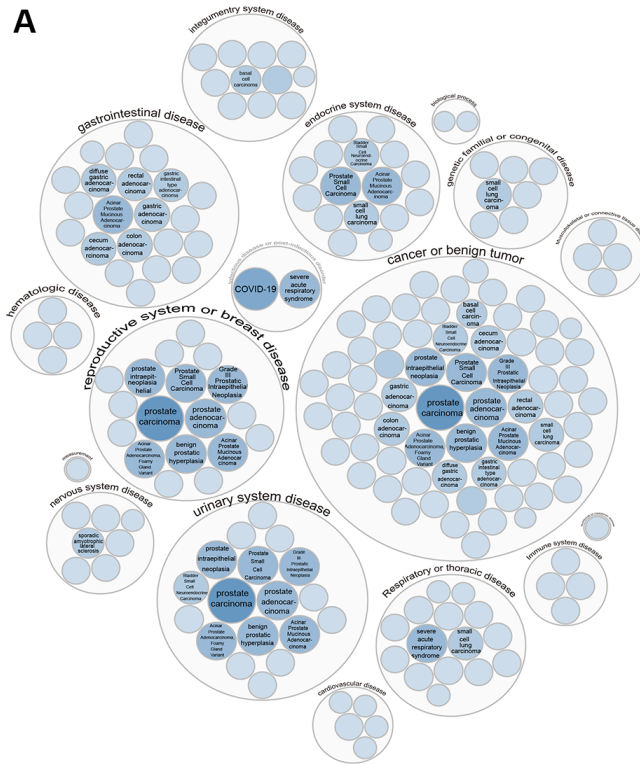 A
integumentry system disease
basal
cell
carcinoma
gastrointestinal disease
diffuse
gastric
adenocar-
cinoma
rectal
adenocar-
cinoma
gastric
intestinal
type
adenocar-
cinoma
Acinar
Prostate
Mucinous
Adenocar-
cinoma
gastric
adenocar-
cinoma
cecum
adenocar-
rcinoma
colon
adenocar-
cinoma
endocrine system disease
Bladder
Small
Cell
Neuroend-
ocrine
Carcinoma
Prostate
Small
Cell
Carcinoma
Acinar
Prostate
Mucinous
Adenocarc-
inoma
small
cell
lung
carcinoma
biological process
genetic familial or congenital disease
small
cell
lung
carcin-
oma
Musculoskeletal or connective tissue
COVID-19
severe
acute
respiratory
syndrome
hematologic disease
reproductive system or breast disease
prostate
intraepit-
neoplasia
helial
Prostate
Small
Cell
Carcinoma
Grade
III
Prostatic
Intraepithelial
Neoplasia
prostate
carcinoma
prostate
adenocar-
cinoma
Acinar
Prostate
Adenocarcinoma,
Foamy
Gland
Variant
benign
prostatic
hyperplasia
Acinar
Prostate
Mucinous
Adenocar
cinoma
cancer or benign tumor
basal
cell
carcin-
oma
Bladder
Small
Cell
Neuroendocrine
Carcinoma
cecum
adenocar-
cinoma
prostate
intraepithelial
neoplasia
Prostate
Small
Cell
Carcinoma
Grade
III
Prostatic
Intraepithelial
Neoplasia
gastric
adenocar-
cinoma
prostate
carcinoma
prostate
adenocar-
cinoma
rectal
adenocar-
cinoma
colon
adenocar-
cinoma
Acinar
Prostate
Adenocarcinoma,
Foamy
Gland
Variant
benign
prostatic
hyperplasia
Acinar
Prostate
Mucinous
Adenocar-
cinoma
small
cell
lung
carcinoma
diffuse
gastric
adenocar-
cinoma
gastric
intestinal
type
adenocar-
cinoma
nervous system disease
sporadic
amyotrophic
lateral
sclerosis
urinary system disease
prostate
intraepithelial
neoplasia
Prostate
Small
Cell
Carcinoma
Grade
III
Prostatic
Intraepithelial
Neoplasia
Bladder
Small
Cell
Neuroendocrine
Carcinoma
prostate
carcinoma
prostate
adenocar-
cinoma
Acinar
Prostate
Adenocarcinoma,
Foamy
Gland
Variant
benign
prostatic
hyperplasia
Acinar
Prostate
Mucinous
Adenocar-
cinoma
Respiratory or thoracic disease
severe
acute
respiratory
syndrome
small
cell
lung
carcinoma
Immune system disease
cardiovascular disease